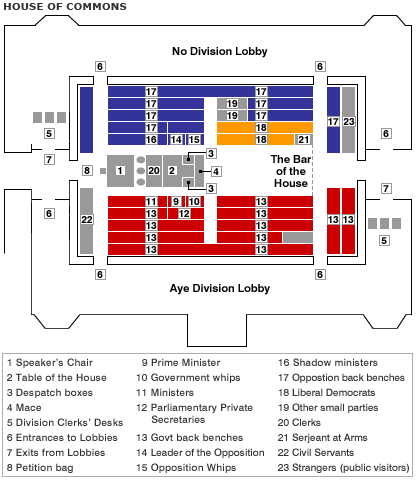 HOUSE OF COMMONS
No Division Lobby
6 6
17 17
17 19 17
17 19 17
17 18 17 23
16 14 15 18 21
5 6
7 3
8 1 20 2 4 The Bar
of the
House
3
7
11 9 10 13
6 22 13 12 13 13 13
13 13
13 13 5
13 13
6 6
Aye Division Lobby
1 Speaker's Chair
2 Table of the House
3 Despatch boxes
4 Mace
5 Division Clerks' Desks
6 Entrances to Lobbies
7 Exits from Lobbies
8 Petition bag
9 Prime Minister
10 Government whips
11 Ministers
12 Parliamentary Private
Secretaries
13 Govt back benches
14 Leader of the Opposition
15 Opposition Whips
16 Shadow ministers
17 Oppostion back benches
18 Liberal Democrats
19 Other small parties
20 Clerks
21 Serjeant at Arms
22 Civil Servants
23 Strangers (public visitors)